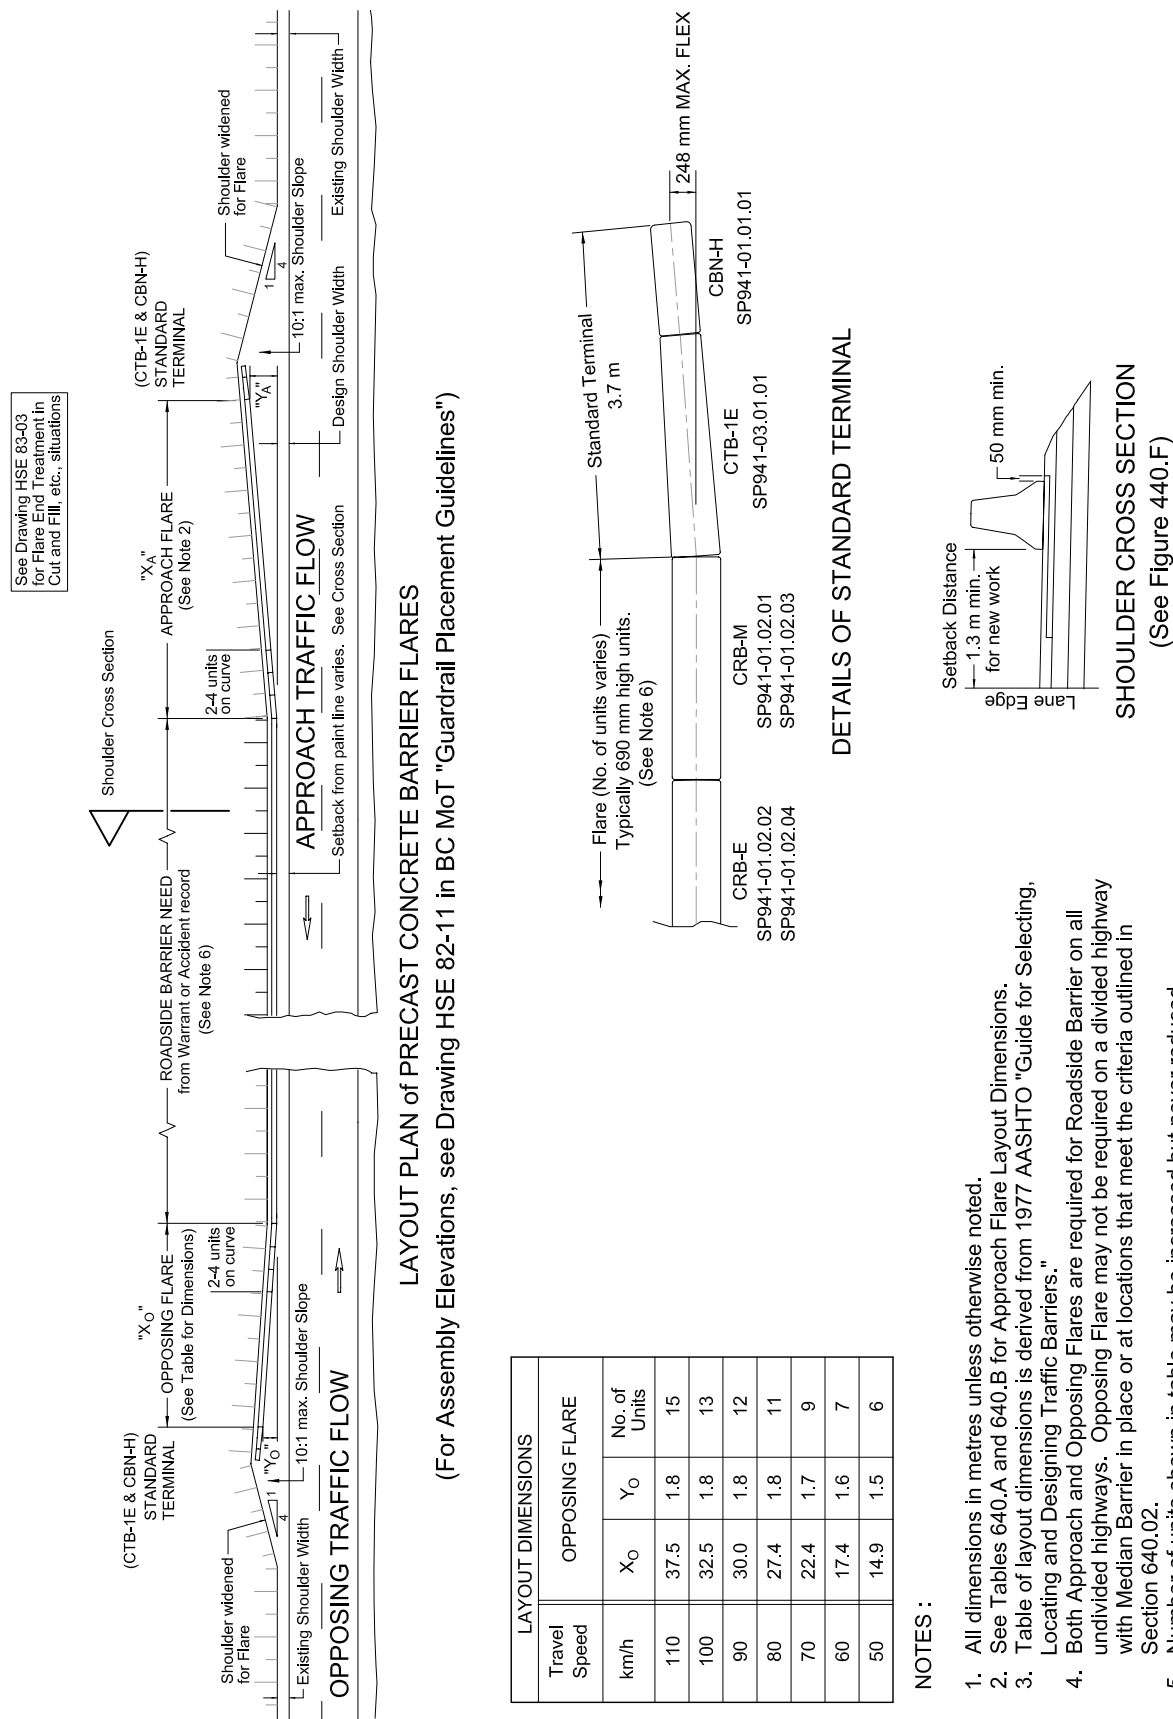 See Drawing HSE 83-03
for Flare End Treatment in
Cut and Fill, etc., situations
Shoulder Cross Section
(CTB-1E & CBN-H)
STANDARD
TERMINAL
"XO"
OPPOSING FLARE
(See Table for Dimensions)
2-4 units
on curve
ROADSIDE BARRIER NEED
from Warrant or Accident record
(See Note 6)
"XA"
APPROACH FLARE
(See Note 2)
2-4 units
on curve
(CTB-1E & CBN-H)
STANDARD
TERMINAL
Shoulder widened
for Flare
Shoulder widened
for Flare
1
4
"YO"
10:1 max. Shoulder Slope
Existing Shoulder Width
OPPOSING TRAFFIC FLOW
APPROACH TRAFFIC FLOW
Setback from paint line varies. See Cross Section
"YA"
1
4
10:1 max. Shoulder Slope
Design Shoulder Width
Existing Shoulder Width
LAYOUT PLAN of PRECAST CONCRETE BARRIER FLARES
(For Assembly Elevations, see Drawing HSE 82-11 in BC MoT "Guardrail Placement Guidelines")
LAYOUT DIMENSIONS
Travel Speed OPPOSING FLARE
km/h XO YO No. of Units
110 37.5 1.8 15
100 32.5 1.8 13
90 30.0 1.8 12
80 27.4 1.8 11
70 22.4 1.7 9
60 17.4 1.6 7
50 14.9 1.5 6
Flare (No. of units varies)
Typically 690 mm high units.
(See Note 6)
Standard Terminal
3.7 m
248 mm MAX. FLEX
CRB-E
SP941-01.02.02
SP941-01.02.04
CRB-M
SP941-01.02.01
SP941-01.02.03
CTB-1E
SP941-03.01.01
CBN-H
SP941-01.01.01
DETAILS OF STANDARD TERMINAL
Setback Distance
1.3 m min.
for new work
50 mm min.
Lane Edge
SHOULDER CROSS SECTION
(See Figure 440.F)
NOTES :
1. All dimensions in metres unless otherwise noted.
2. See Tables 640.A and 640.B for Approach Flare Layout Dimensions.
3. Table of layout dimensions is derived from 1977 AASHTO "Guide for Selecting,
Locating and Designing Traffic Barriers."
4. Both Approach and Opposing Flares are required for Roadside Barrier on all
undivided highways. Opposing Flare may not be required on a divided highway
with Median Barrier in place or at locations that meet the criteria outlined in
Section 640.02.
5. Number of units shown in table may be increased but never reduced